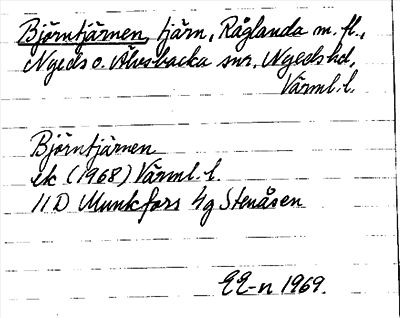 Björntjärnen, tjärn, Råglanda m. fl.,
Nyeds o. Älvsbacka snr, Nyeds hd,
Värml. l.
Björntjärnen
ek (1968) Värml. l.
11 D Munkfors 4g Stenåsen
EE-n 1969.